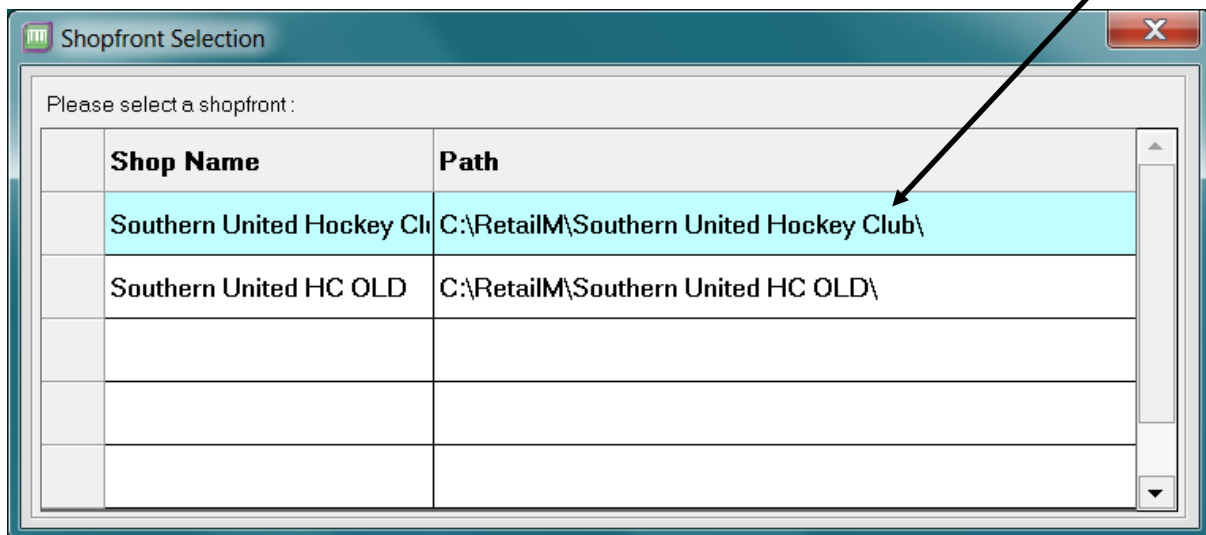 Shopfront Selection
Please select a shopfront :
Shop Name Path
Southern United Hockey Clu C:\RetailM\Southern United Hockey Club\
Southern United HC OLD C:\RetailM\Southern United HC OLD\